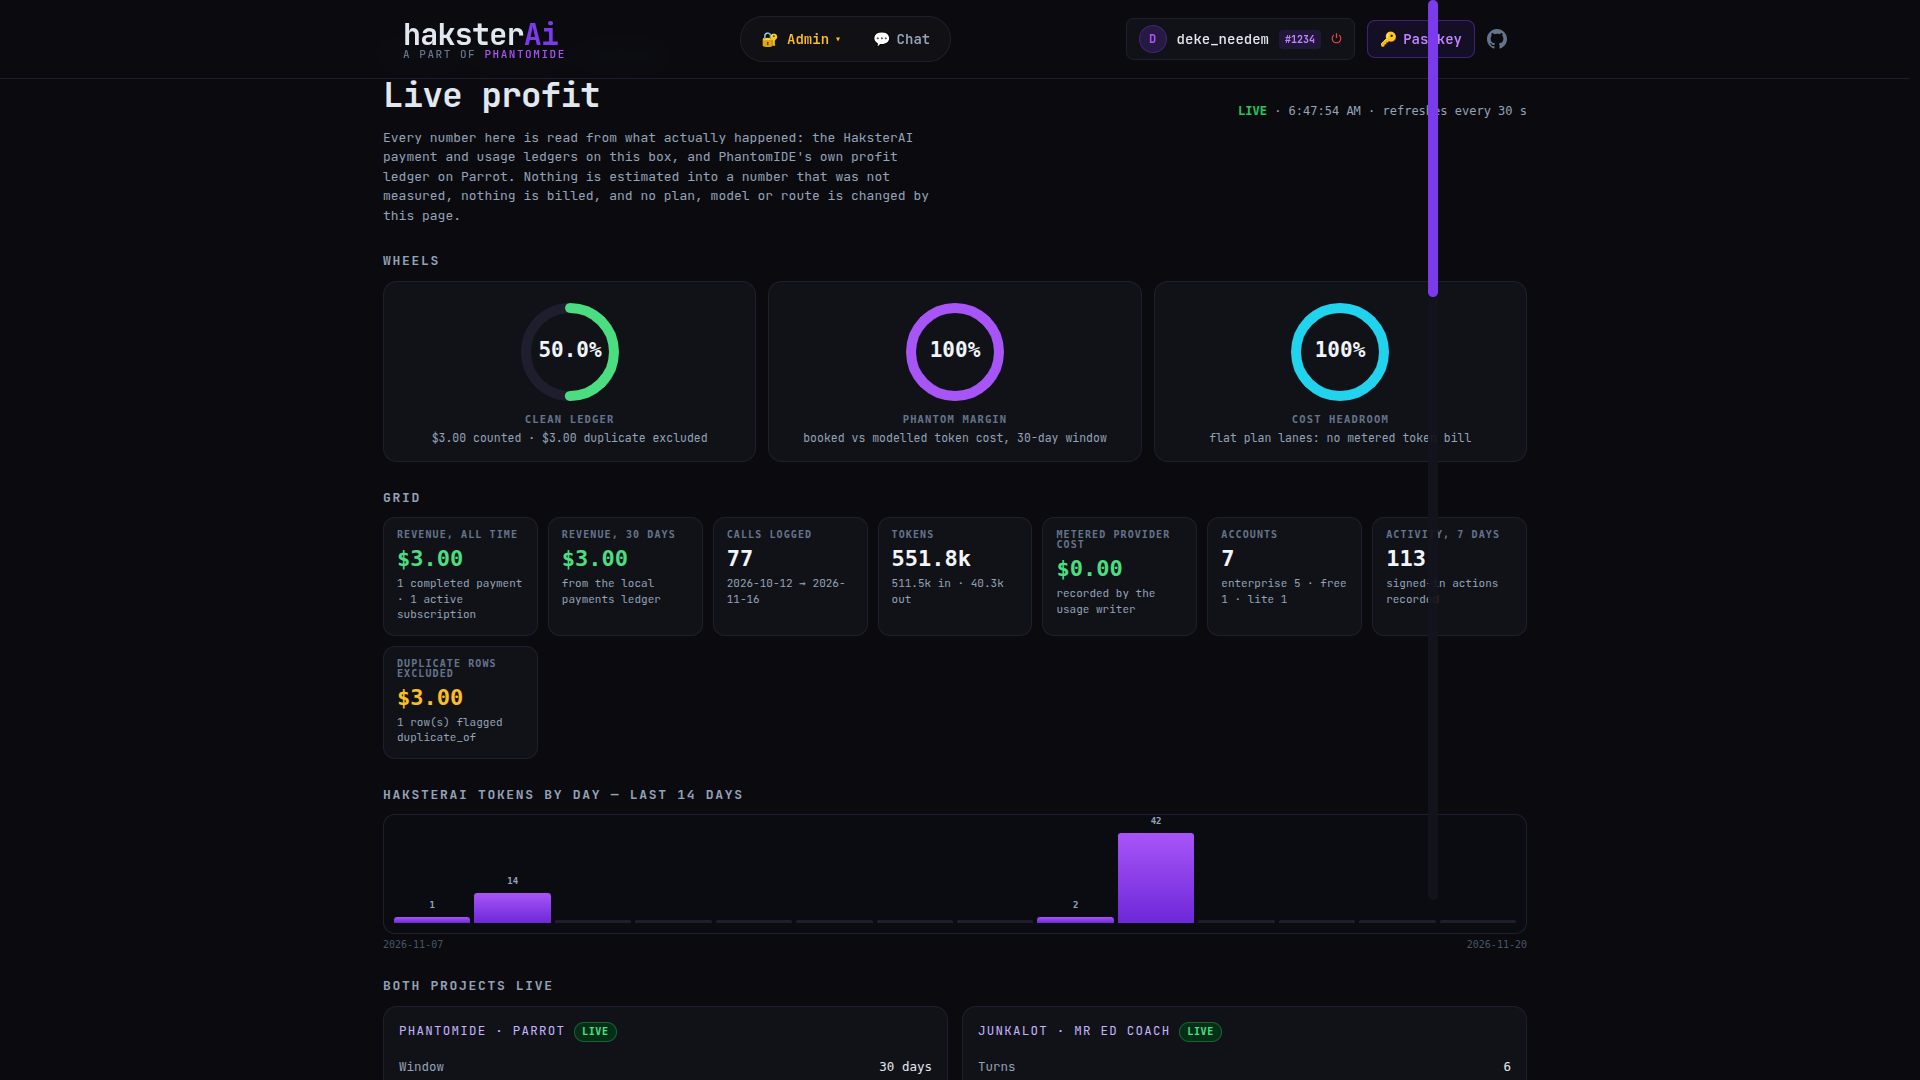 haksterAi
A PART OF PHANTOMIDE
🔐 Admin ▾
💬 Chat
D deke_needem #1234
🔑 Passkey
Live profit
LIVE · 6:47:54 AM · refreshes every 30 s
Every number here is read from what actually happened: the HaksterAI
payment and usage ledgers on this box, and PhantomIDE's own profit
ledger on Parrot. Nothing is estimated into a number that was not
measured, nothing is billed, and no plan, model or route is changed by
this page.
WHEELS
50.0%
CLEAN LEDGER
$3.00 counted · $3.00 duplicate excluded
100%
PHANTOM MARGIN
booked vs modelled token cost, 30-day window
100%
COST HEADROOM
flat plan lanes: no metered token bill
GRID
REVENUE, ALL TIME
$3.00
1 completed payment
· 1 active
subscription
REVENUE, 30 DAYS
$3.00
from the local
payments ledger
CALLS LOGGED
77
2026-10-12 → 2026-
11-16
TOKENS
551.8k
511.5k in · 40.3k
out
METERED PROVIDER
COST
$0.00
recorded by the
usage writer
ACCOUNTS
7
enterprise 5 · free
1 · lite 1
ACTIVITY, 7 DAYS
113
signed-in actions
recorded
DUPLICATE ROWS
EXCLUDED
$3.00
1 row(s) flagged
duplicate_of
HAKSTERAI TOKENS BY DAY — LAST 14 DAYS
1
14
2
42
2026-11-07
2026-11-20
BOTH PROJECTS LIVE
PHANTOMIDE · PARROT LIVE
Window 30 days
JUNKALOT · MR ED COACH LIVE
Turns 6